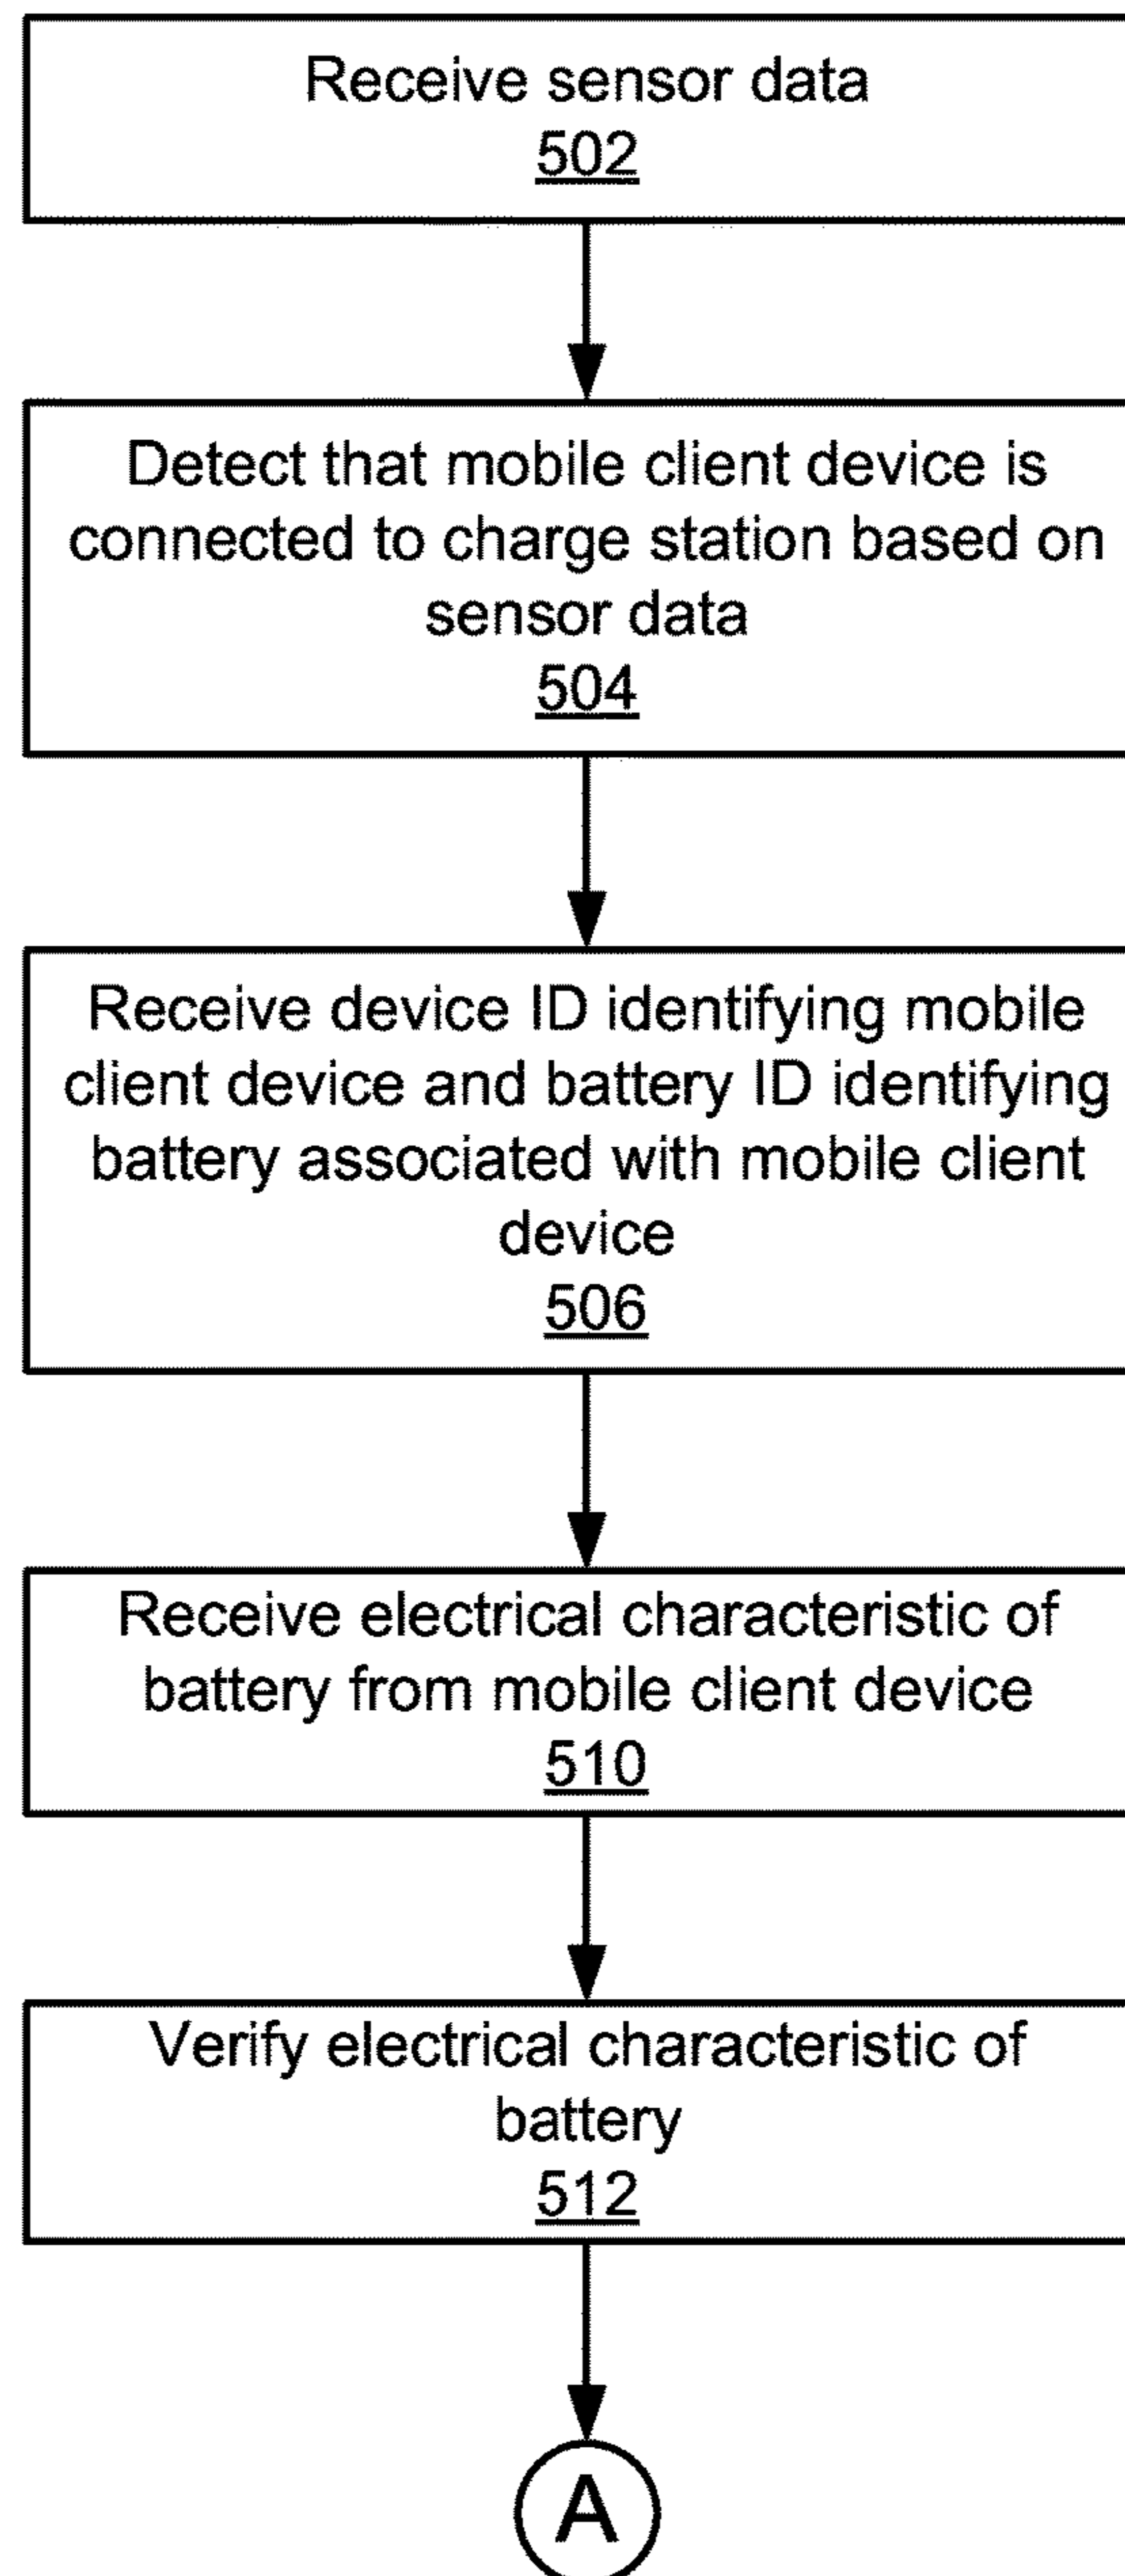 Receive sensor data
502
Detect that mobile client device is
connected to charge station based on
sensor data
504
Receive device ID identifying mobile
client device and battery ID identifying
battery associated with mobile client
device
506
Receive electrical characteristic of
battery from mobile client device
510
Verify electrical characteristic of
battery
512
A